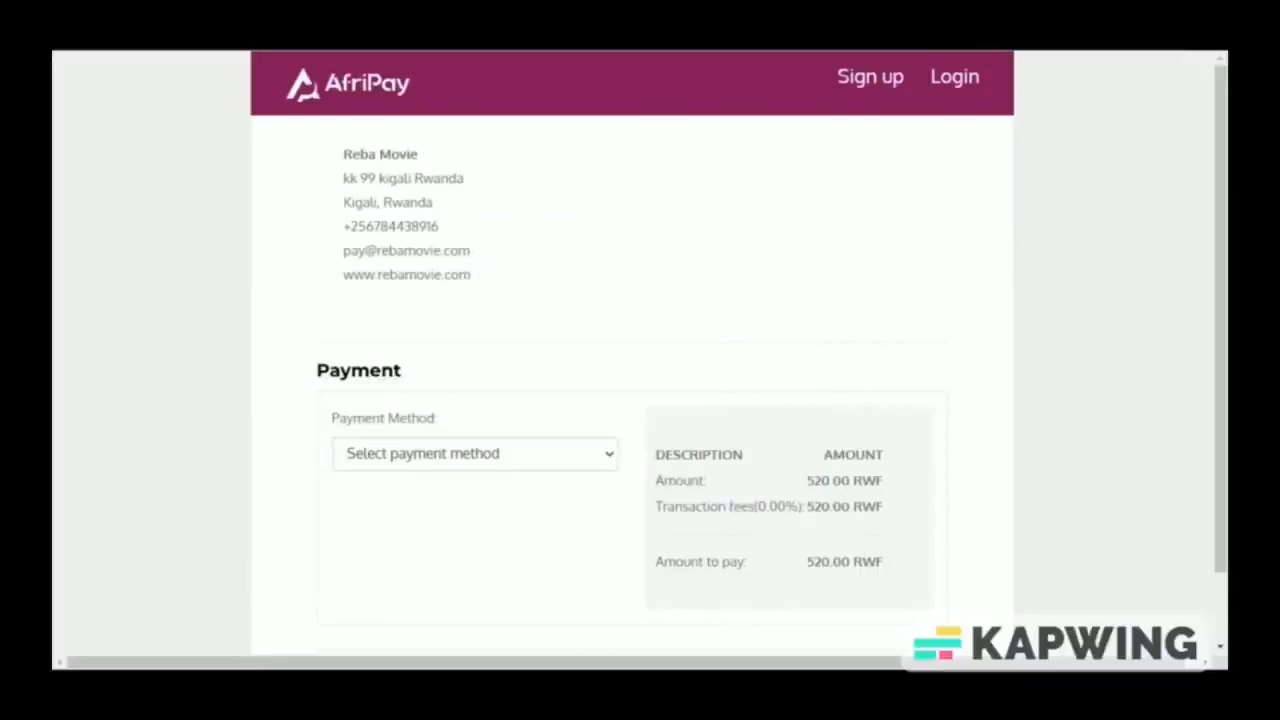 AfriPay
Sign up Login
Reba Movie
kk 99 kigali Rwanda
Kigali, Rwanda
+256784438916
pay@rebamovie.com
www.rebamovie.com
Payment
Payment Method:
Select payment method
DESCRIPTION AMOUNT
Amount: 520.00 RWF
Transaction fees(0.00%): 520.00 RWF
Amount to pay: 520.00 RWF
KAPWING